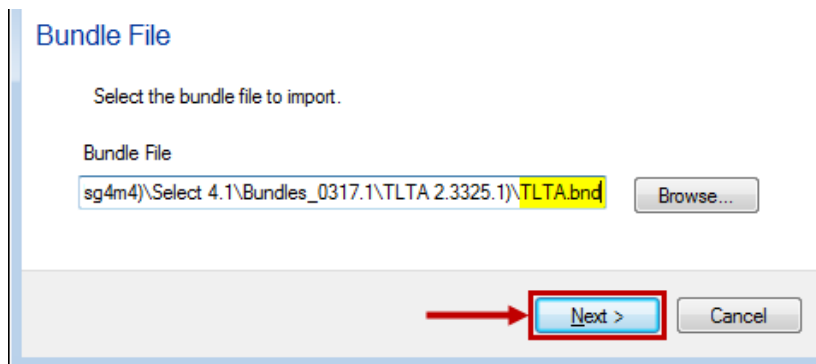 Bundle File
Select the bundle file to import.
Bundle File
sg4m4)\Select 4.1\Bundles_0317.1\TLTA 2.3325.1)\TLTA.bnd
Browse...
Next >
Cancel